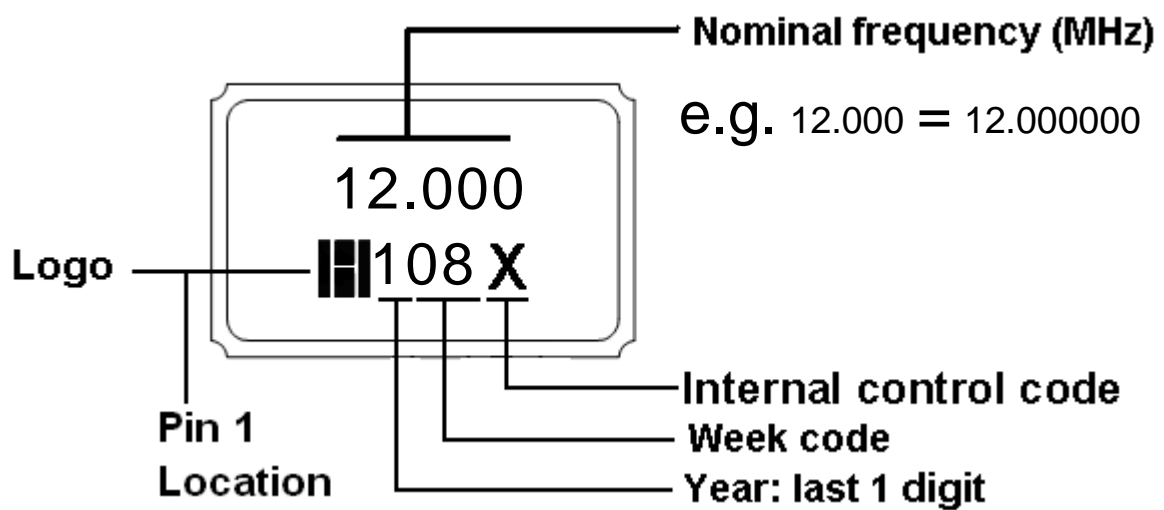 Nominal frequency (MHz)
e.g. 12.000 = 12.000000
12.000
Logo
108 X
Internal control code
Pin 1
Week code
Location
Year: last 1 digit